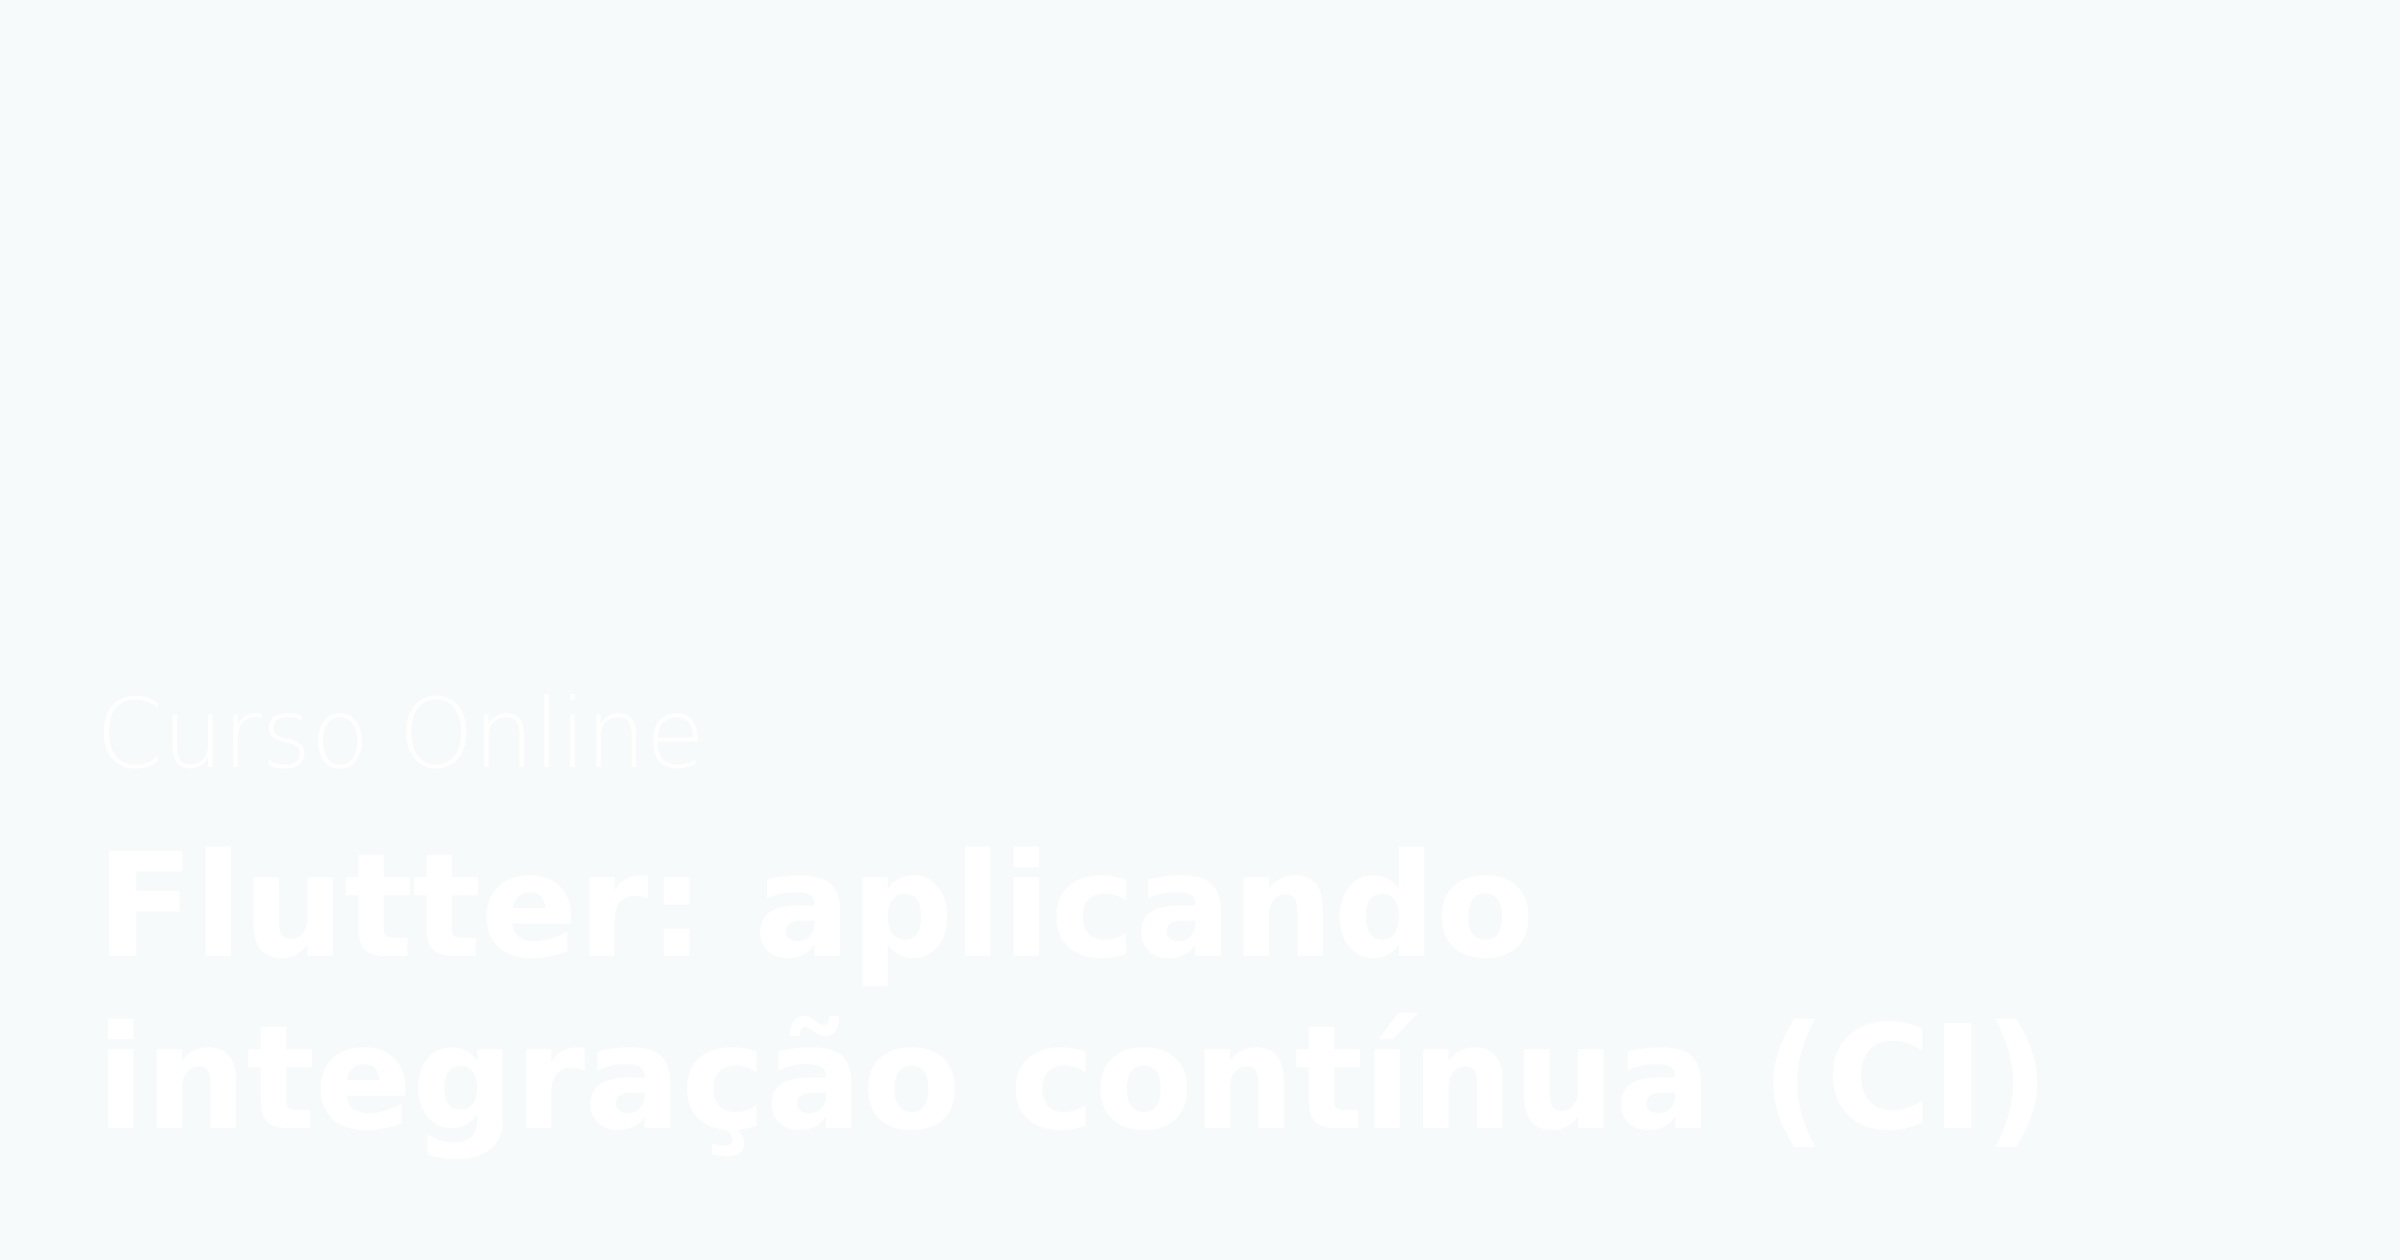 Curso Online
Flutter: aplicando
integração contínua (CI)